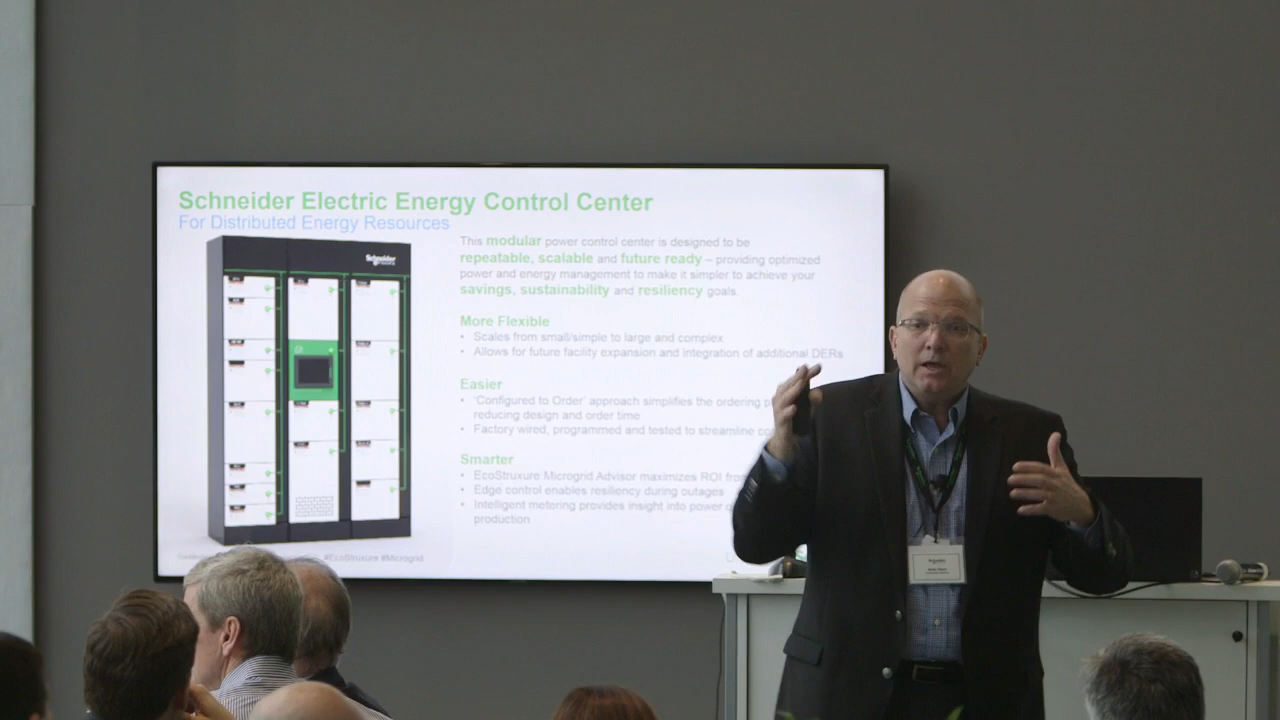 Schneider Electric Energy Control Center
For Distributed Energy Resources
Schneider
This modular power control center is designed to be
repeatable, scalable and future ready – providing optimized
power and energy management to make it simpler to achieve your
savings, sustainability and resiliency goals.
More Flexible
• Scales from small/simple to large and complex
• Allows for future facility expansion and integration of additional DERs
Easier
• 'Configured to Order' approach simplifies the ordering
reducing design and order time
• Factory wired, programmed and tested to streamline
Smarter
• EcoStruxure Microgrid Advisor maximizes ROI
• Edge control enables resiliency during outages
• Intelligent metering provides insight into power
production
#EcoStruxure #Microgrid
Schneider